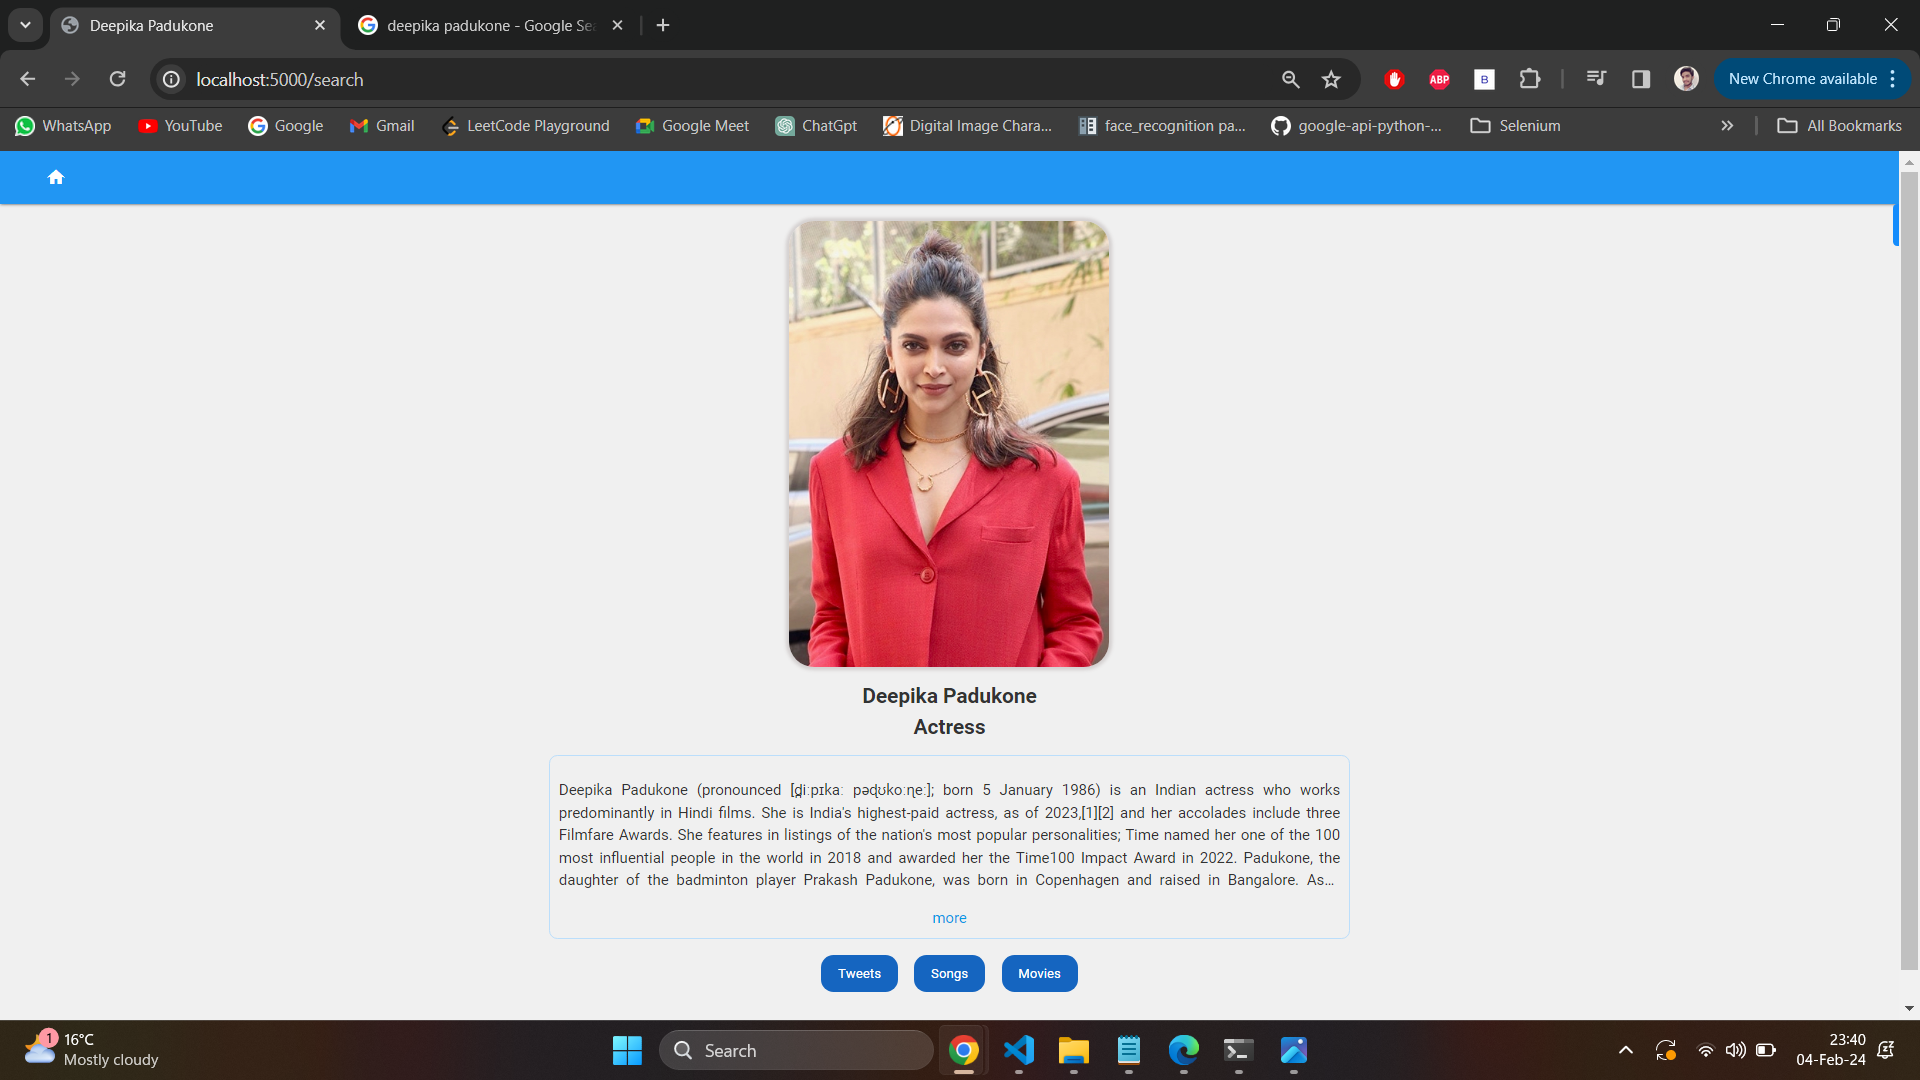 Deepika Padukone
deepika padukone - Google Sea
localhost:5000/search
ABP
B
New Chrome available
WhatsApp
YouTube
Google
Gmail
LeetCode Playground
Google Meet
ChatGpt
Digital Image Chara...
face_recognition pa...
google-api-python-...
Selenium
All Bookmarks
Deepika Padukone
Actress
Deepika Padukone (pronounced [d̪iːpɪkaː pəɖʊkoːɳeː]; born 5 January 1986) is an Indian actress who works
predominantly in Hindi films. She is India's highest-paid actress, as of 2023,[1][2] and her accolades include three
Filmfare Awards. She features in listings of the nation's most popular personalities; Time named her one of the 100
most influential people in the world in 2018 and awarded her the Time100 Impact Award in 2022. Padukone, the
daughter of the badminton player Prakash Padukone, was born in Copenhagen and raised in Bangalore. As...
more
Tweets
Songs
Movies
1
16°C
Mostly cloudy
Search
23:40
04-Feb-24